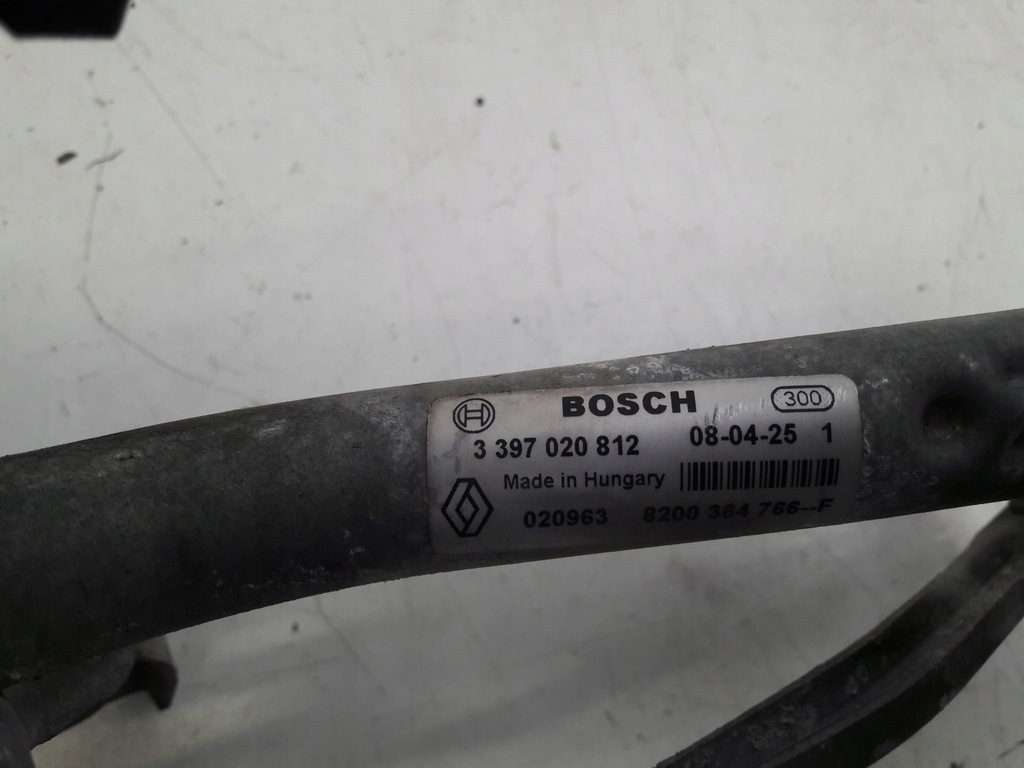 BOSCH 300
3 397 020 812 08-04-25 1
Made in Hungary
020963 8200 364 766--F